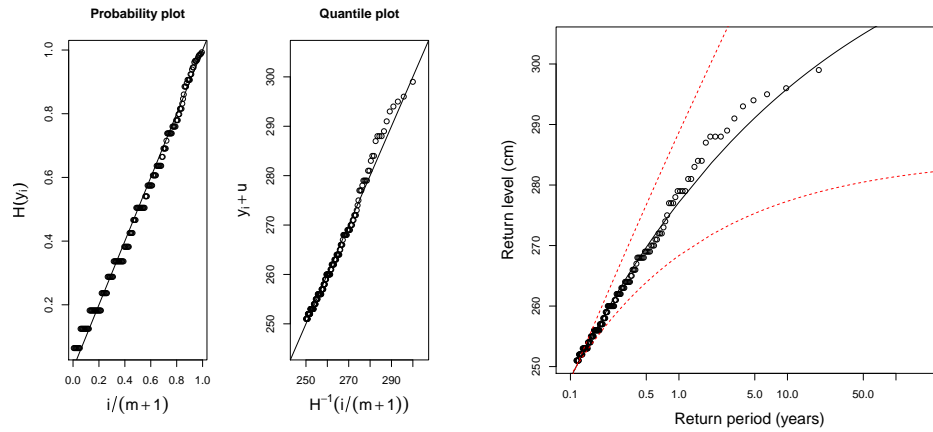 Probability plot
H(yᵢ)
0.2 0.4 0.6 0.8 1.0
0.0 0.2 0.4 0.6 0.8 1.0
i/(m+1)
Quantile plot
yᵢ + u
250 260 270 280 290 300
250 270 290
H⁻¹(i/(m+1))
Return level (cm)
250 260 270 280 290 300
0.1 0.5 1.0 5.0 10.0 50.0
Return period (years)